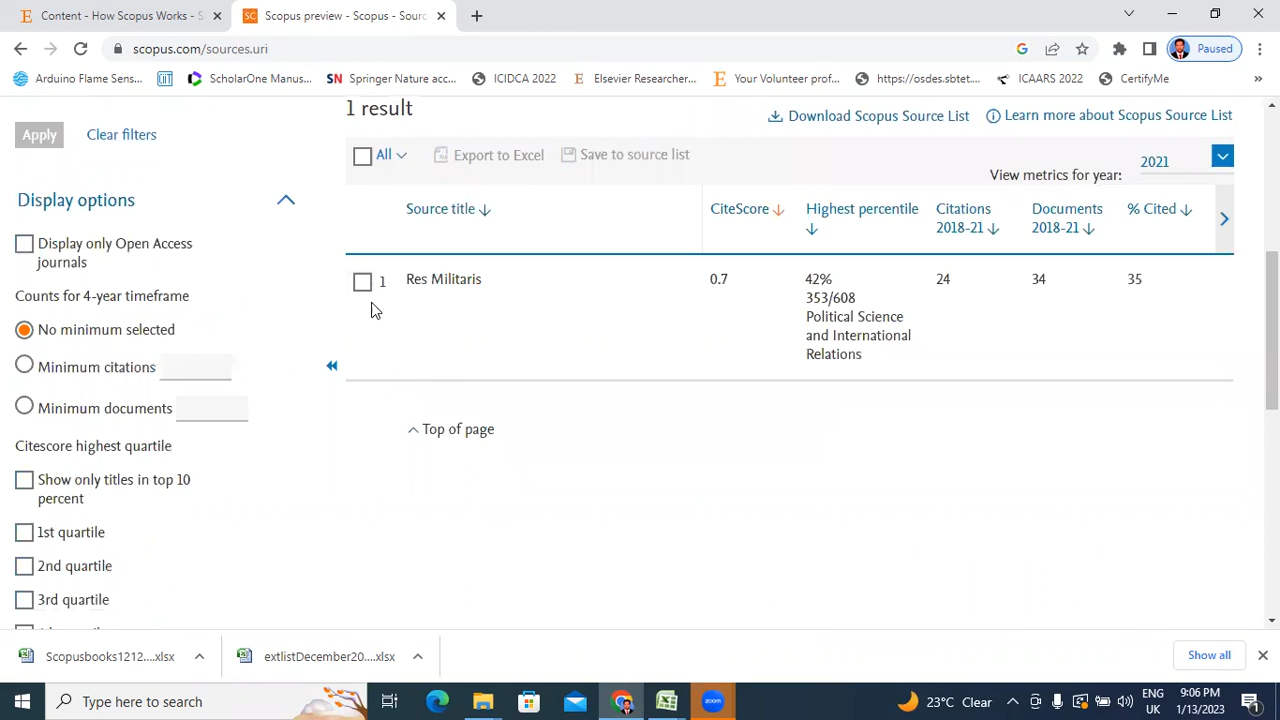 Content - How Scopus Works - S
Scopus preview - Scopus - Sourc
scopus.com/sources.uri
Paused
Arduino Flame Sens...
ScholarOne Manus...
Springer Nature acc...
ICIDCA 2022
Elsevier Researcher...
Your Volunteer prof...
https://osdes.sbtet....
ICAARS 2022
CertifyMe
»
1 result
Download Scopus Source List
Learn more about Scopus Source List
Apply
Clear filters
All
Export to Excel
Save to source list
View metrics for year:
2021
Display options
Source title
CiteScore
Highest percentile
Citations
2018-21
Documents
2018-21
% Cited
Display only Open Access
journals
Counts for 4-year timeframe
1
Res Militaris
0.7
42%
353/608
Political Science
and International
Relations
24
34
35
No minimum selected
Minimum citations
Minimum documents
Top of page
Citescore highest quartile
Show only titles in top 10
percent
1st quartile
2nd quartile
3rd quartile
Scopusbooks1212....xlsx
extlistDecember20....xlsx
Show all
Type here to search
zoom
23°C Clear
ENG
UK
9:06 PM
1/13/2023
1